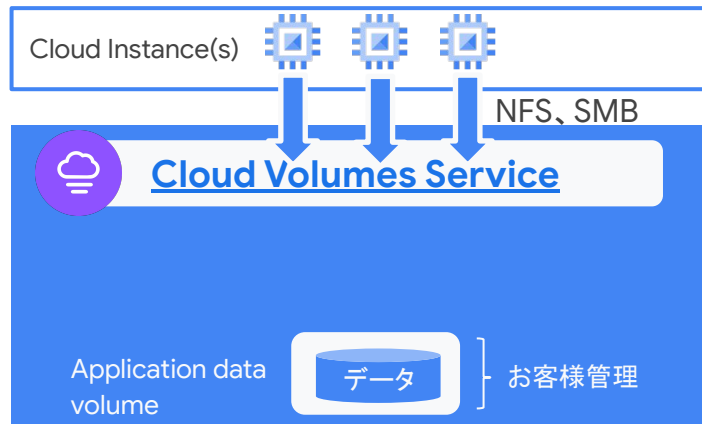 Cloud Instance(s)
NFS、SMB
Cloud Volumes Service
Application data
volume
データ
お客様管理